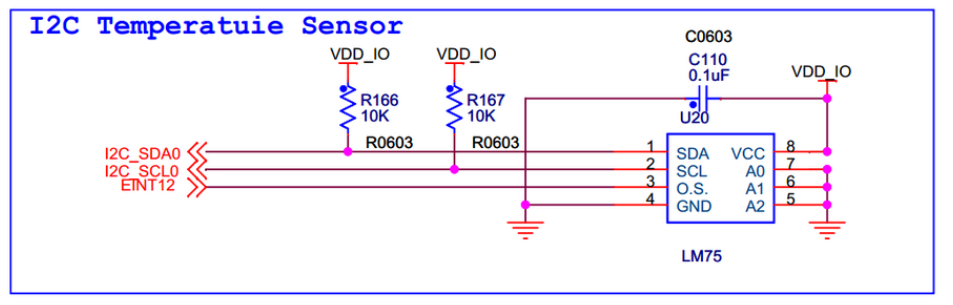 I2C Temperatuie Sensor
C0603
VDD_IO
VDD_IO
C110
0.1uF
VDD_IO
R166
10K
R167
10K
U20
R0603
R0603
I2C_SDA0
1
SDA
VCC
8
I2C_SCL0
2
SCL
A0
7
EINT12
3
O.S.
A1
6
4
GND
A2
5
LM75